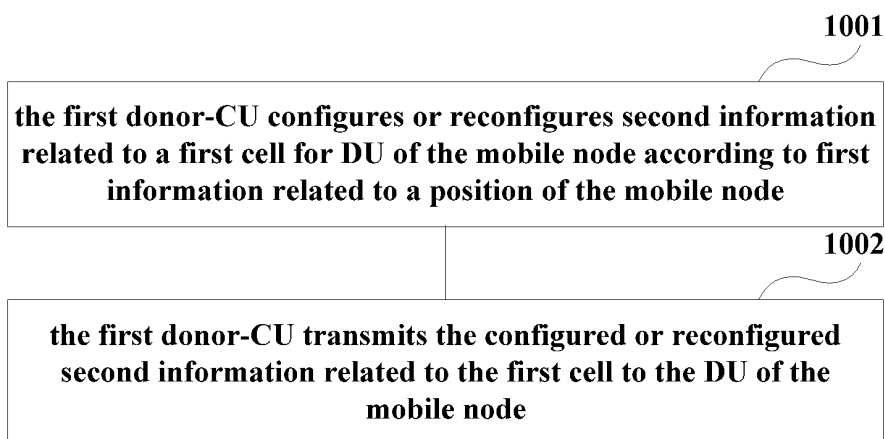 1001
the first donor-CU configures or reconfigures second information
related to a first cell for DU of the mobile node according to first
information related to a position of the mobile node
1002
the first donor-CU transmits the configured or reconfigured
second information related to the first cell to the DU of the
mobile node